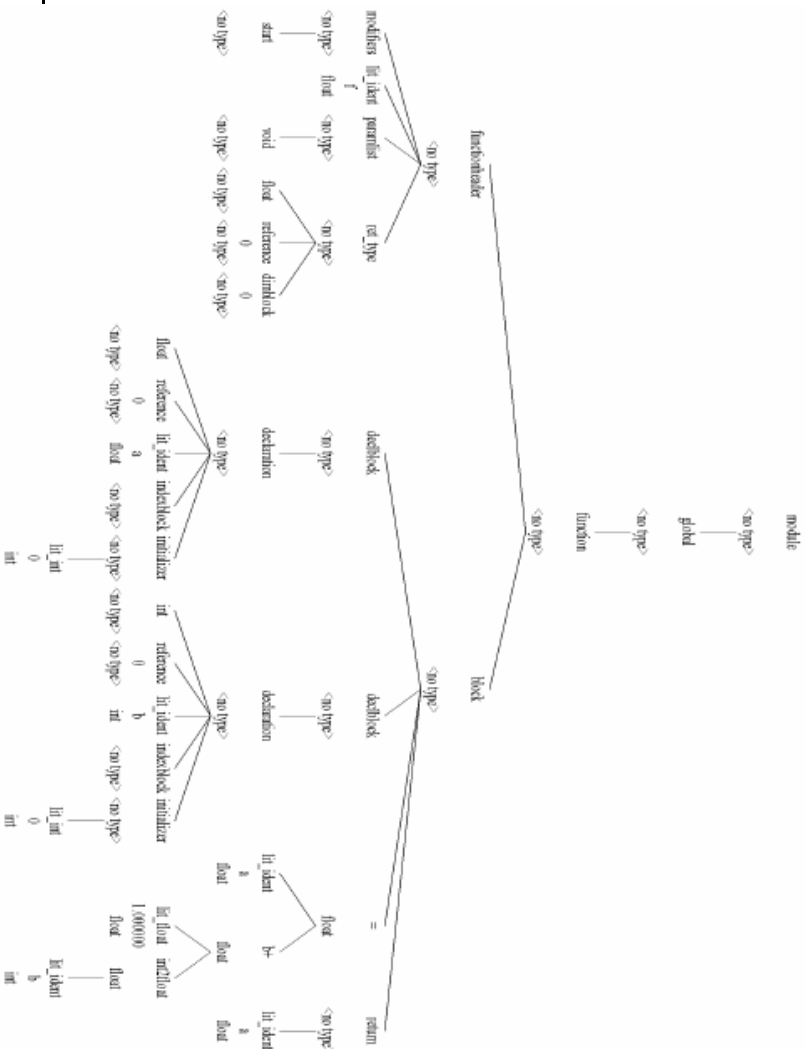 module
<no type>
global
<no type>
function
<no type>
functionheader block
<no type> <no type>
modifiers lit_ident paramlist ret_type declblock declblock = return
f
<no type> float <no type> <no type> <no type> <no type> float <no type>
start void float reference dimblock declaration declaration lit_ident b+ lit_ident
0 0 a a
<no type> <no type> <no type> <no type> <no type> <no type> <no type> float float float
float reference lit_ident indexblock initializer int reference lit_ident indexblock initializer lit_float int2float
0 a 0 b 1.000000
<no type> <no type> float <no type> <no type> <no type> <no type> int <no type> <no type> float float
lit_int lit_int lit_ident
0 0 b
int int int